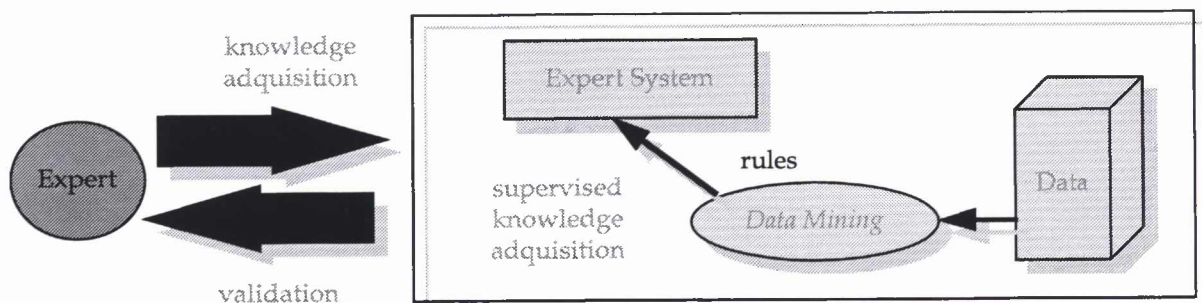 knowledge
adquisition
Expert
validation
Expert System
rules
supervised
knowledge
adquisition
Data Mining
Data